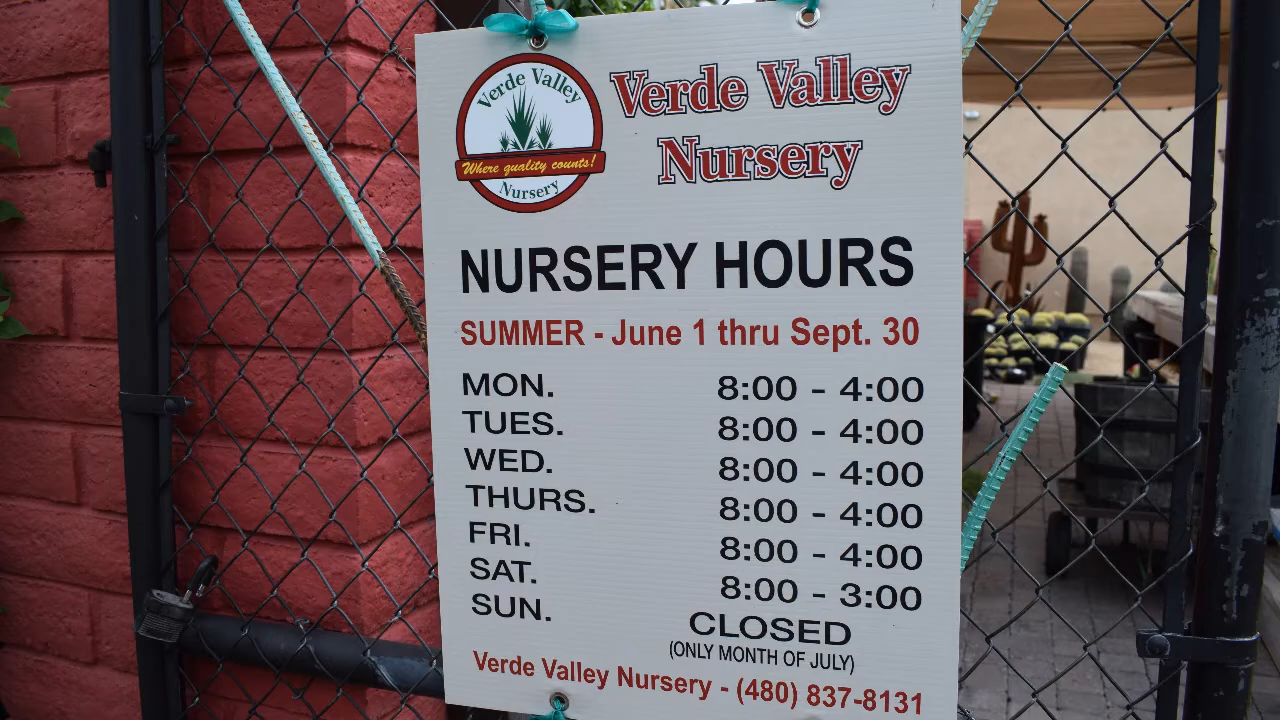 Verde Valley
Where quality counts!
Nursery
Verde Valley
Nursery
NURSERY HOURS
SUMMER - June 1 thru Sept. 30
MON. 8:00 - 4:00
TUES. 8:00 - 4:00
WED. 8:00 - 4:00
THURS. 8:00 - 4:00
FRI. 8:00 - 4:00
SAT. 8:00 - 3:00
SUN. CLOSED
(ONLY MONTH OF JULY)
Verde Valley Nursery - (480) 837-8131